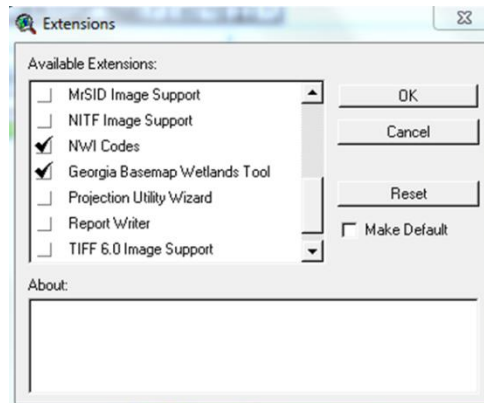 Extensions
Available Extensions:
MrSID Image Support
NITF Image Support
NWI Codes
Georgia Basemap Wetlands Tool
Projection Utility Wizard
Report Writer
TIFF 6.0 Image Support
OK
Cancel
Reset
Make Default
About: